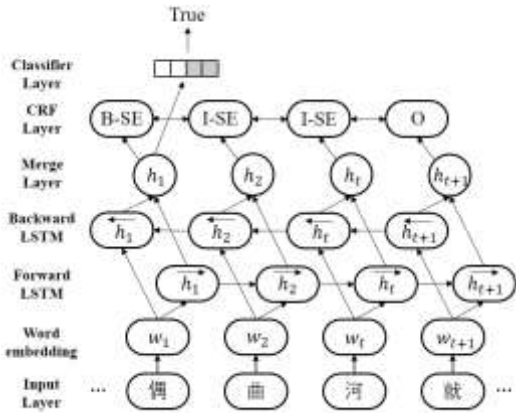 True
Classifier Layer
CRF Layer B-SE I-SE I-SE O
Merge Layer h₁ h₂ hₜ hₜ₊₁
Backward LSTM h₁ h₂ hₜ hₜ₊₁
Forward LSTM h₁ h₂ hₜ hₜ₊₁
Word embedding w₁ w₂ wₜ wₜ₊₁
Input Layer ... 偶 曲 河 就 ...